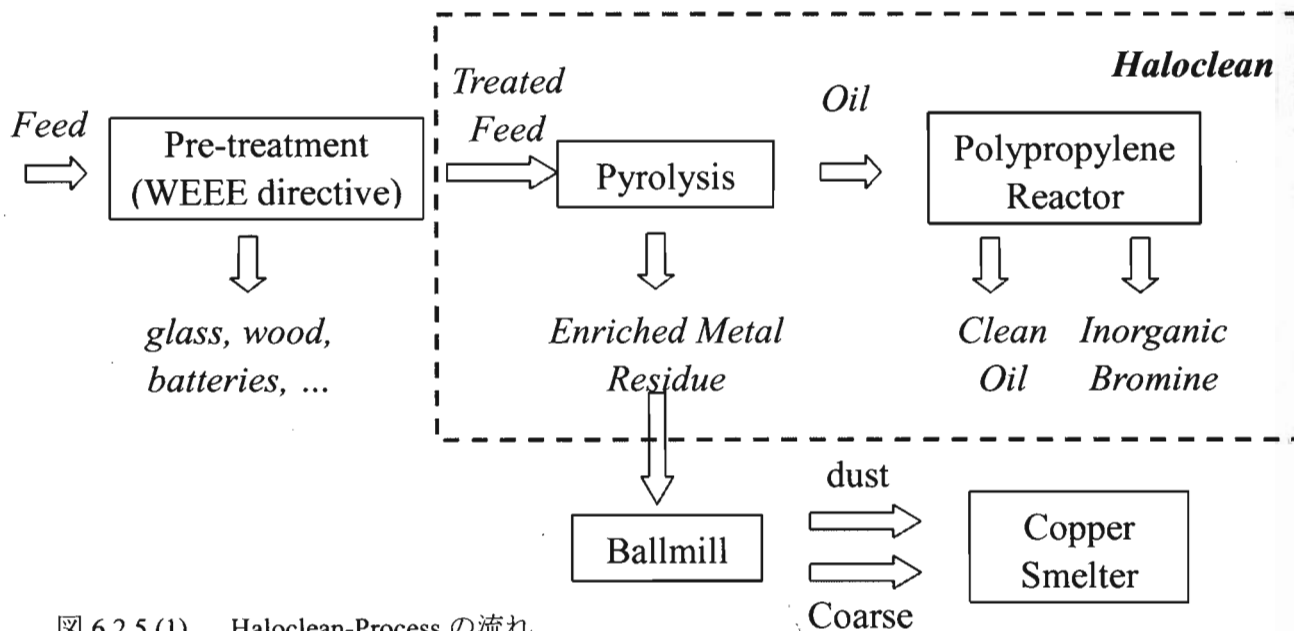 Haloclean
Feed
Pre-treatment
(WEEE directive)
Treated
Feed
Pyrolysis
Oil
Polypropylene
Reactor
glass, wood,
batteries, ...
Enriched Metal
Residue
Clean
Oil
Inorganic
Bromine
Ballmill
dust
Coarse
Copper
Smelter
図 6.2.5 (1) Haloclean-Process の流れ